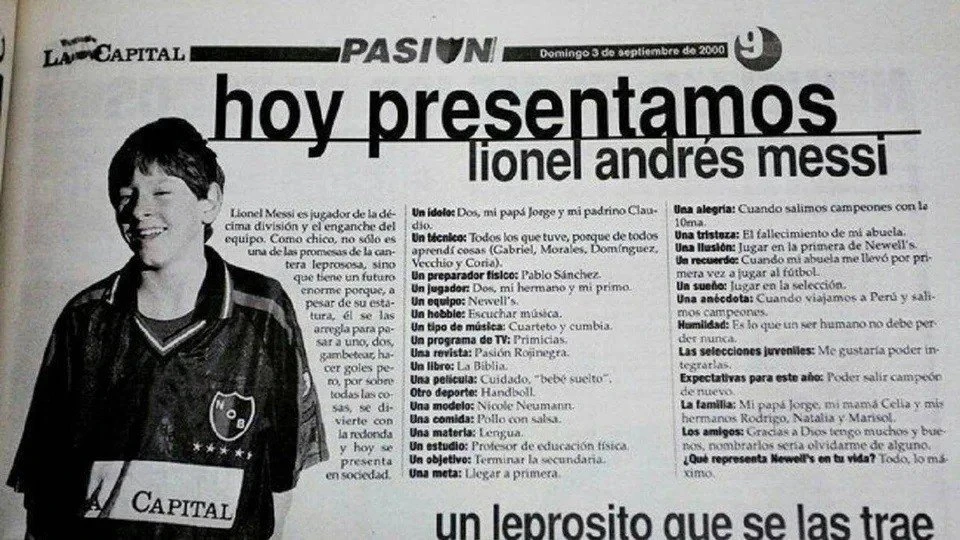 LA CAPITAL
PASION
Domingo 3 de septiembre de 2000
9
hoy presentamos
lionel andrés messi
Lionel Messi es jugador de la dé-
cima división y el enganche del
equipo. Como chico, no sólo es
una de las promesas de la can-
tera leprososa, sino
que tiene un futuro
enorme porque, a
pesar de su esta-
tura, él se las
arregla para pa-
sar a uno, dos,
gambetear, ha-
cer goles pe-
ro, por sobre
todas las co-
sas, se di-
vierte con
la redonda
y hoy se
presenta
en sociedad.
Un ídolo: Dos, mi papá Jorge y mi padrino Clau-
dio.
Un técnico: Todos los que tuve, porque de todos
aprendí cosas (Gabriel, Morales, Domínguez,
Vecchio y Coria).
Un preparador físico: Pablo Sánchez.
Un jugador: Dos, mi hermano y mi primo.
Un equipo: Newell's.
Un hobbie: Escuchar música.
Un tipo de música: Cuarteto y cumbia.
Un programa de TV: Primicias.
Una revista: Pasión Rojinegra.
Un libro: La Biblia.
Una película: Cuidado, "bebé suelto".
Otro deporte: Handboll.
Una modelo: Nicole Neumann.
Una comida: Pollo con salsa.
Una materia: Lengua.
Un estudio: Profesor de educación física.
Un objetivo: Terminar la secundaria.
Una meta: Llegar a primera.
Una alegría: Cuando salimos campeones con la
10ma.
Una tristeza: El fallecimiento de mi abuela.
Una ilusión: Jugar en la primera de Newell's.
Un recuerdo: Cuando mi abuela me llevó por pri-
mera vez a jugar al fútbol.
Un sueño: Jugar en la selección.
Una anécdota: Cuando viajamos a Perú y sali-
mos campeones.
Humildad: Es lo que un ser humano no debe per-
der nunca.
Las selecciones juveniles: Me gustaría poder in-
tegrarlas.
Expectativas para este año: Poder salir campeón
de nuevo.
La familia: Mi papá Jorge, mi mamá Celia y mis
hermanos Rodrigo, Natalia y Marisol.
Los amigos: Gracias a Dios tengo muchos y bue-
nos, nombrarlos sería olvidarme de alguno.
¿Qué representa Newell's en tu vida? Todo, lo má-
ximo.
NOB
A CAPITAL
un leprosito que se las trae